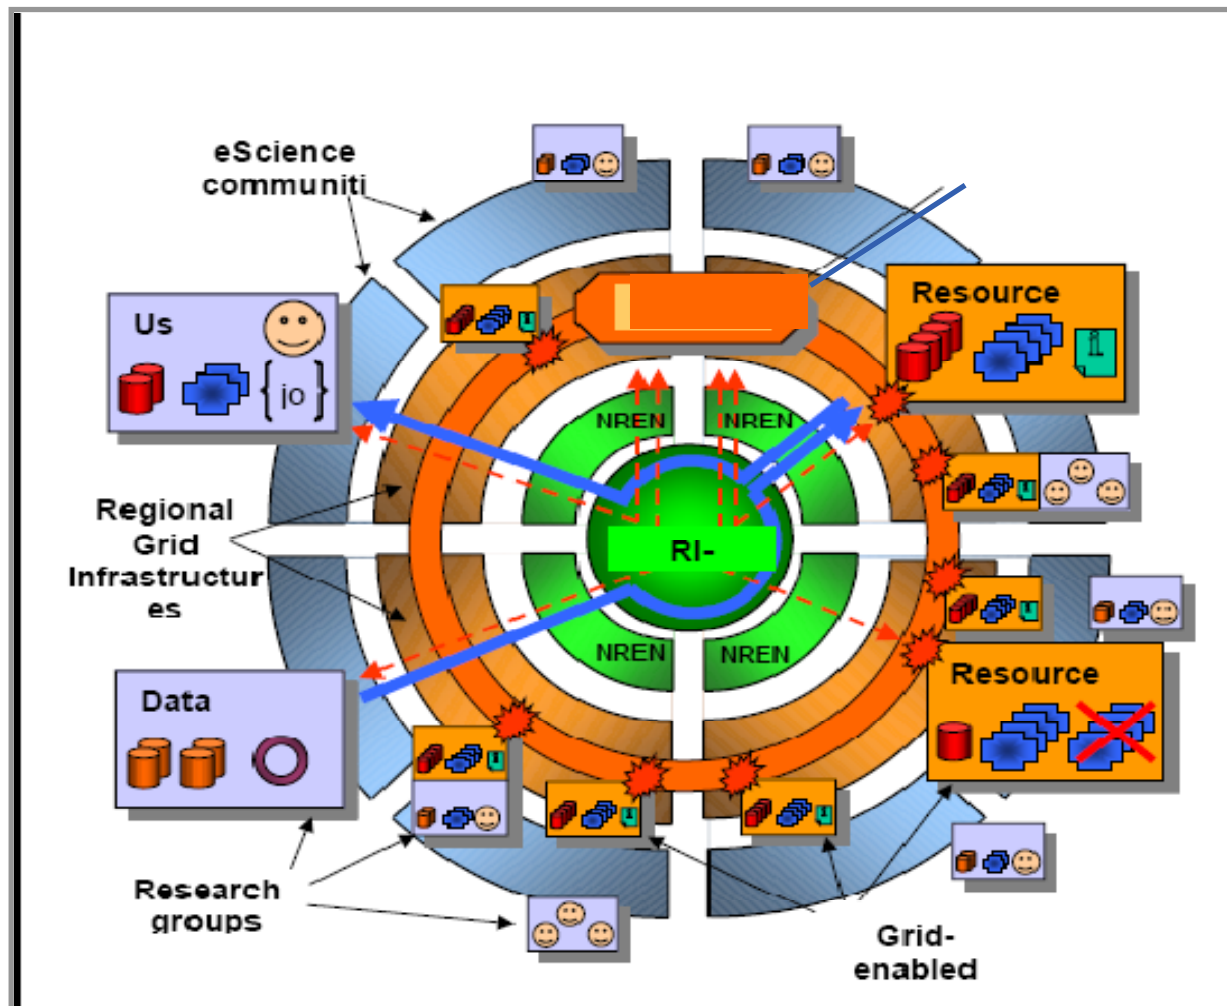 eScience
communiti
Us
{jo}
Resource
i
NREN
NREN
Regional
Grid
Infrastructur
es
RI-
NREN
NREN
Resource
Data
Research
groups
Grid-
enabled